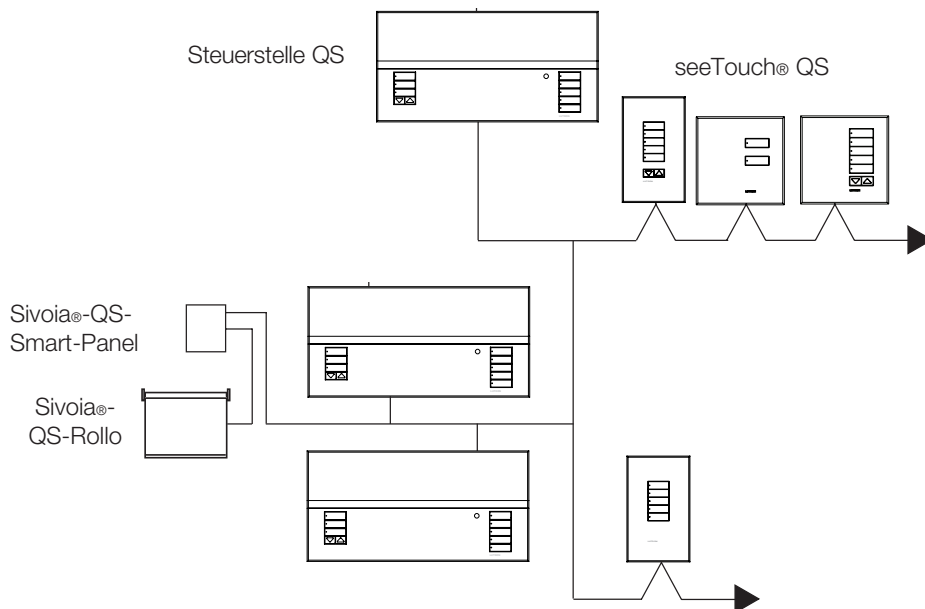 Steuerstelle QS
seeTouch® QS
Sivoia®-QS-
Smart-Panel
Sivoia®-
QS-Rollo